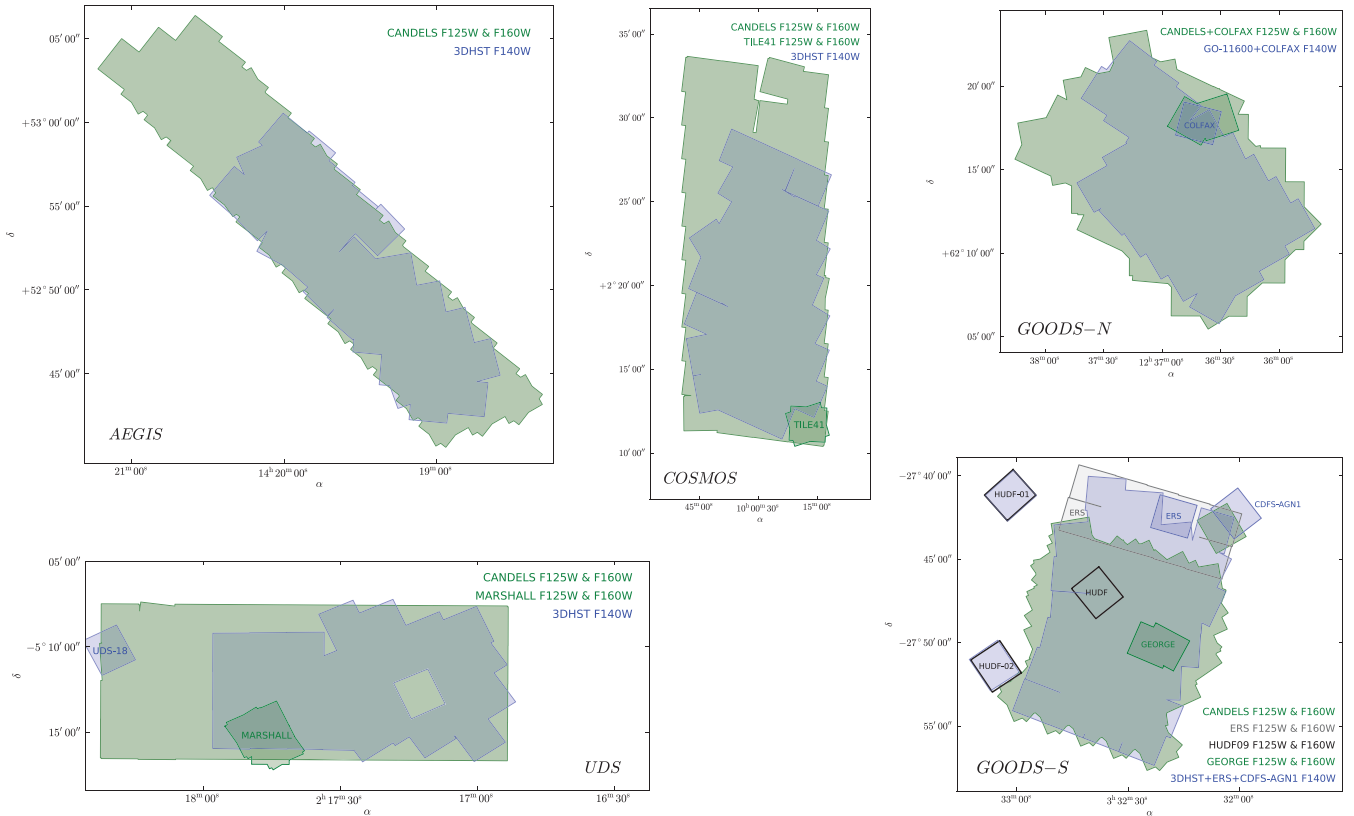 CANDELS F125W & F160W
3DHST F140W
05′ 00″
+53° 00′ 00″
55′ 00″
+52° 50′ 00″
45′ 00″
δ
AEGIS
21ᵐ00ˢ
14ʰ20ᵐ00ˢ
19ᵐ00ˢ
α
CANDELS F125W & F160W
TILE41 F125W & F160W
3DHST F140W
35′ 00″
30′ 00″
25′ 00″
+2° 20′ 00″
15′ 00″
10′ 00″
δ
TILE41
COSMOS
45ᵐ00ˢ
10ʰ00ᵐ30ˢ
15ᵐ00ˢ
α
CANDELS+COLFAX F125W & F160W
GO-11600+COLFAX F140W
20′ 00″
15′ 00″
+62° 10′ 00″
05′ 00″
δ
COLFAX
GOODS−N
38ᵐ00ˢ
37ᵐ30ˢ
12ʰ37ᵐ00ˢ
36ᵐ30ˢ
36ᵐ00ˢ
α
CANDELS F125W & F160W
MARSHALL F125W & F160W
3DHST F140W
05′ 00″
−5° 10′ 00″
15′ 00″
δ
UDS-18
MARSHALL
UDS
18ᵐ00ˢ
2ʰ17ᵐ30ˢ
17ᵐ00ˢ
16ᵐ30ˢ
α
−27° 40′ 00″
45′ 00″
−27° 50′ 00″
55′ 00″
δ
HUDF-01
ERS
ERS
CDFS-AGN1
HUDF
GEORGE
HUDF-02
CANDELS F125W & F160W
ERS F125W & F160W
HUDF09 F125W & F160W
GEORGE F125W & F160W
3DHST+ERS+CDFS-AGN1 F140W
GOODS−S
33ᵐ00ˢ
3ʰ32ᵐ30ˢ
32ᵐ00ˢ
α